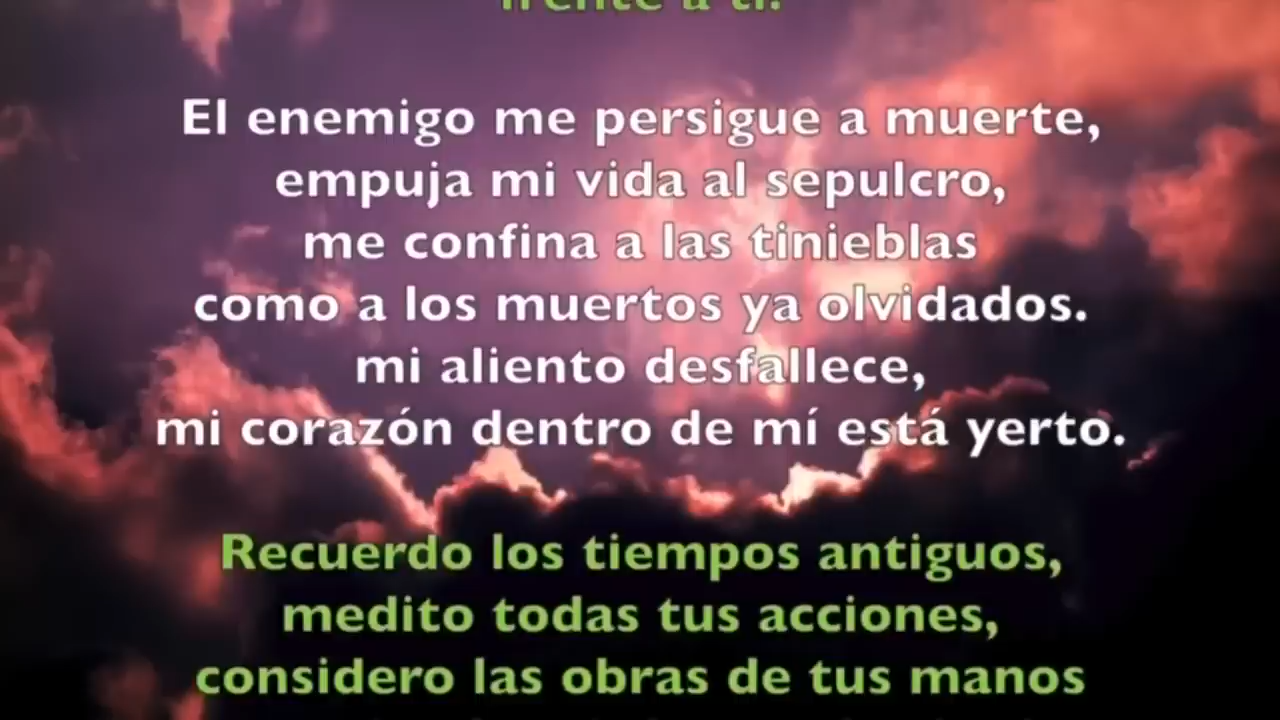 frente a ti.
El enemigo me persigue a muerte,
empuja mi vida al sepulcro,
me confina a las tinieblas
como a los muertos ya olvidados.
mi aliento desfallece,
mi corazón dentro de mí está yerto.
Recuerdo los tiempos antiguos,
medito todas tus acciones,
considero las obras de tus manos